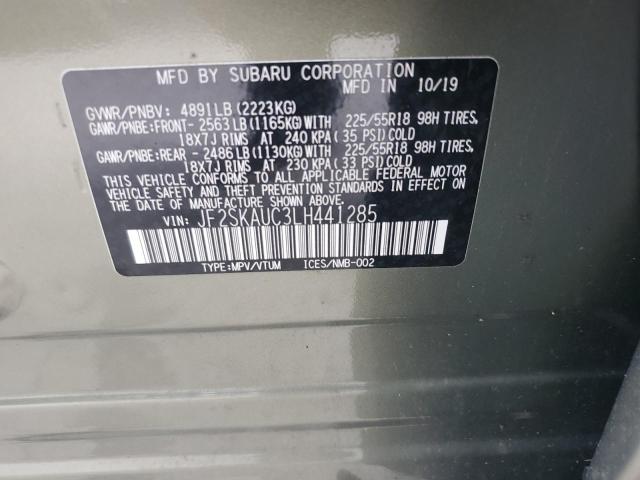 MFD BY SUBARU CORPORATION 10/19
GVWR/PNBV: 4891LB(2223KG)
GAWR/PNBE:FRONT-2563LB(1165KG)WITH 225/55R18 98H TIRES,
18X7J RIMS AT 240 KPA(35 PSI)COLD
GAWR/PNBE:REAR -2486LB(1130KG)WITH 225/55R18 98H TIRES,
18X7J RIMS AT 230 KPA(33 PSI)COLD
THIS VEHICLE CONFORMS TO ALL APPLICABLE FEDERAL MOTOR
VEHICLE SAFETY, AND THEFT PREVENTION STANDARDS IN EFFECT
ON THE DATE OF MANUFACTURE SHOWN ABOVE.
VIN: JF2SKAUC3LH441285
TYPE:MPV/VTUM ICES/NMB-002